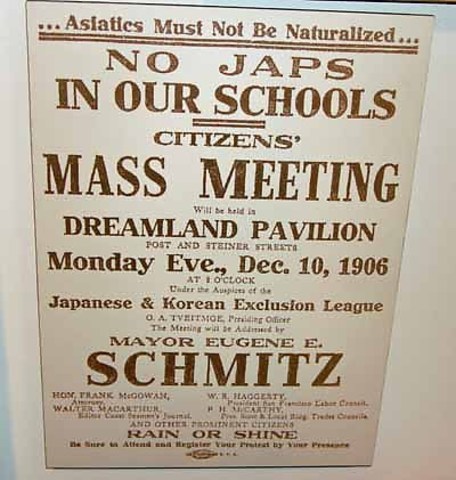 ... Asiatics Must Not Be Naturalized ...
NO JAPS
IN OUR SCHOOLS
CITIZENS'
MASS MEETING
Will be held in
DREAMLAND PAVILION
POST AND STEINER STREETS
Monday Eve., Dec. 10, 1906
AT 8 O'CLOCK
Under the Auspices of the
Japanese & Korean Exclusion League
O. A. TVEITMOE, Presiding Officer
The Meeting will be Addressed by
MAYOR EUGENE E.
SCHMITZ
HON. FRANK McGOWAN,
Attorney.
WALTER MACARTHUR,
Editor Coast Seamen's Journal.
W. R. HAGGERTY,
President San Francisco Labor Council.
P. H. McCARTHY,
Pres. State & Local Bldg. Trades Councils.
AND OTHER PROMINENT CITIZENS
RAIN OR SHINE
Be Sure to Attend and Register Your Protest by Your Presence